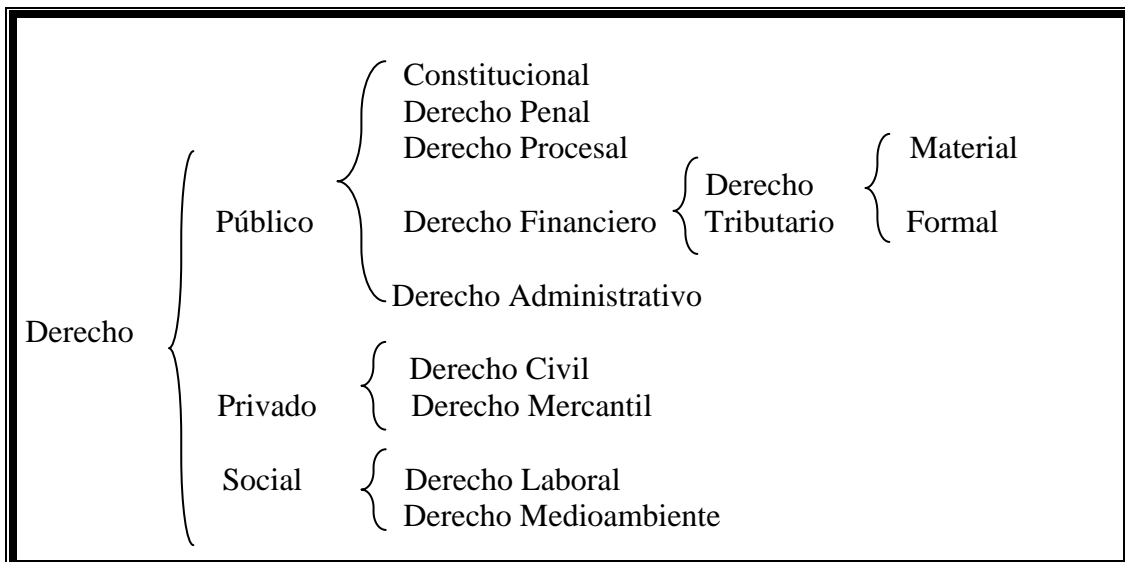 Constitucional
Derecho Penal
Derecho Procesal
Material
Derecho
Público
Derecho Financiero
Tributario
Formal
Derecho Administrativo
Derecho
Derecho Civil
Privado
Derecho Mercantil
Social
Derecho Laboral
Derecho Medioambiente